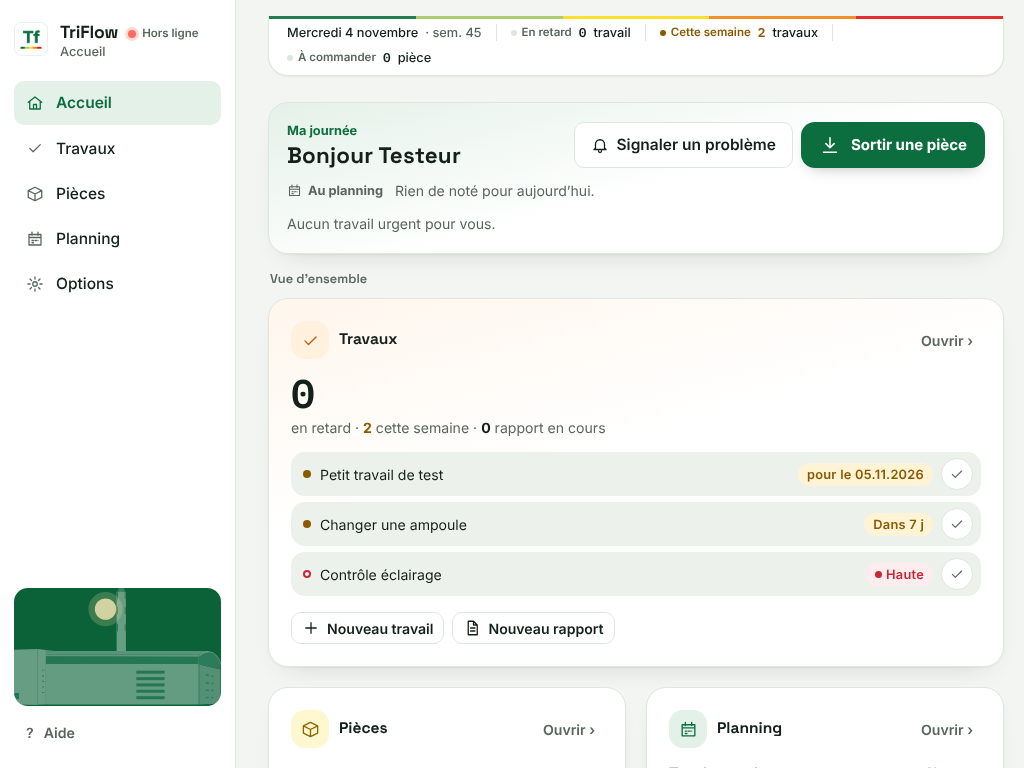 Tf
TriFlow
Hors ligne
Accueil
Accueil
Travaux
Pièces
Planning
Options
? Aide
Mercredi 4 novembre · sem. 45
En retard 0 travail
Cette semaine 2 travaux
À commander 0 pièce
Ma journée
Bonjour Testeur
Signaler un problème
Sortir une pièce
Au planning Rien de noté pour aujourd’hui.
Aucun travail urgent pour vous.
Vue d’ensemble
Travaux
Ouvrir ›
0
en retard · 2 cette semaine · 0 rapport en cours
Petit travail de test
pour le 05.11.2026
Changer une ampoule
Dans 7 j
Contrôle éclairage
Haute
Nouveau travail
Nouveau rapport
Pièces
Ouvrir ›
Planning
Ouvrir ›